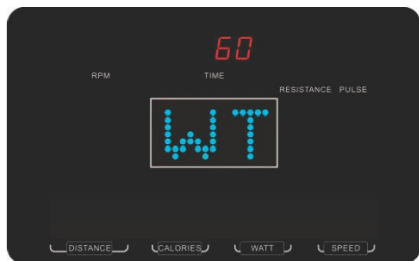 60
RPM TIME
RESISTANCE PULSE
WT
DISTANCE CALORIES WATT SPEED